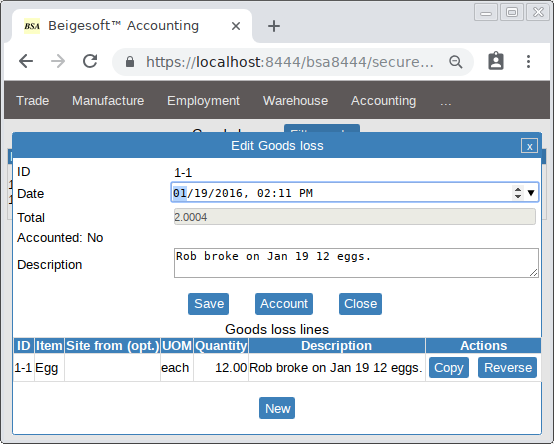 BSA Beigesoft™ Accounting
https://localhost:8444/bsa8444/secure...
Trade Manufacture Employment Warehouse Accounting ...
Edit Goods loss x
ID 1-1
Date 01/19/2016, 02:11 PM
Total 2.0004
Accounted: No
Description Rob broke on Jan 19 12 eggs.
Save Account Close
Goods loss lines
ID Item Site from (opt.) UOM Quantity Description Actions
1-1 Egg each 12.00 Rob broke on Jan 19 12 eggs. Copy Reverse
New